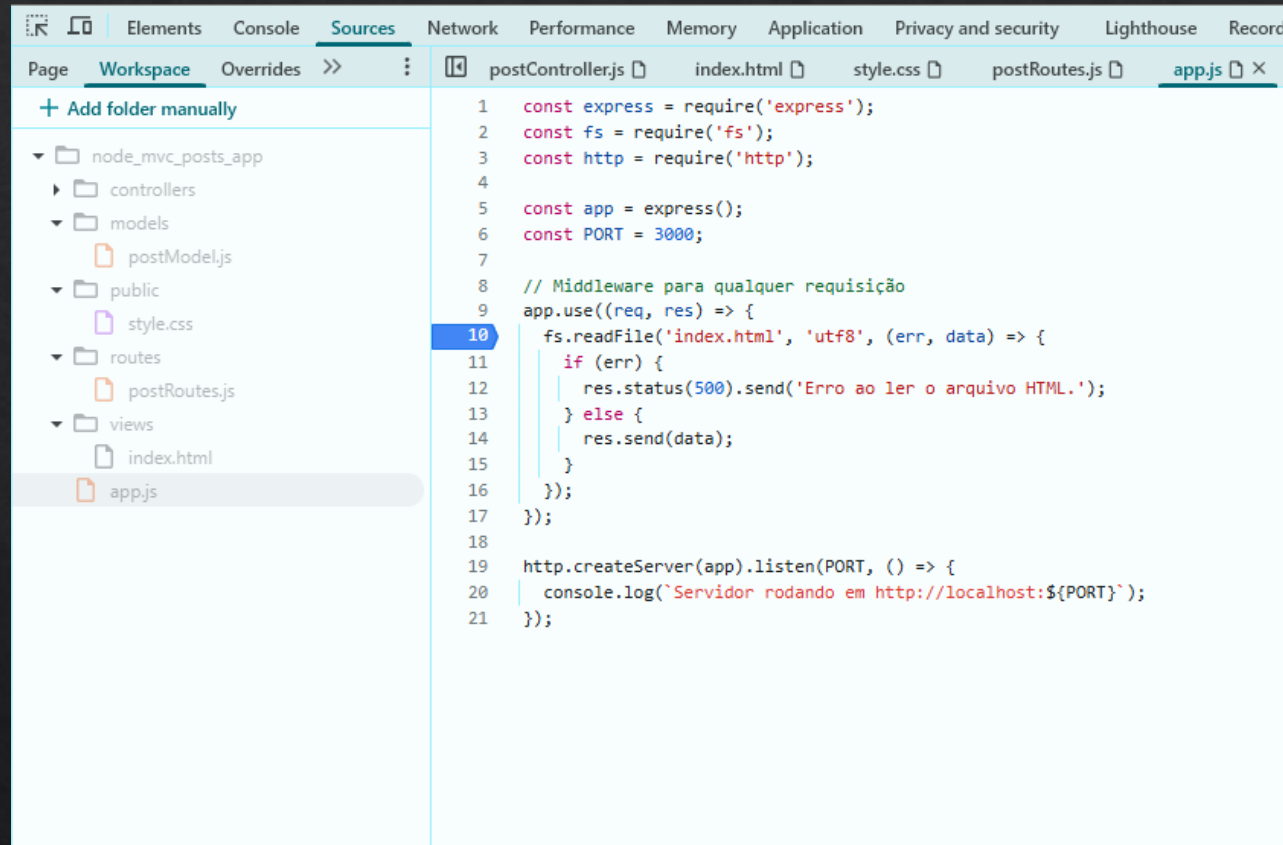 Elements Console Sources Network Performance Memory Application Privacy and security Lighthouse Record
Page Workspace Overrides
postController.js index.html style.css postRoutes.js app.js
+ Add folder manually
node_mvc_posts_app
controllers
models
postModel.js
public
style.css
routes
postRoutes.js
views
index.html
app.js
1 const express = require('express');
2 const fs = require('fs');
3 const http = require('http');
4
5 const app = express();
6 const PORT = 3000;
7
8 // Middleware para qualquer requisição
9 app.use((req, res) => {
10 fs.readFile('index.html', 'utf8', (err, data) => {
11 if (err) {
12 res.status(500).send('Erro ao ler o arquivo HTML.');
13 } else {
14 res.send(data);
15 }
16 });
17 });
18
19 http.createServer(app).listen(PORT, () => {
20 console.log(`Servidor rodando em http://localhost:${PORT}`);
21 });